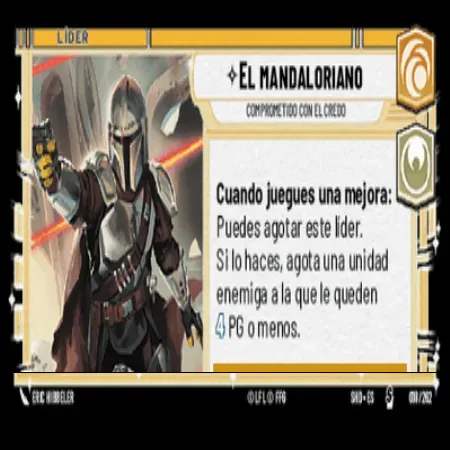 LÍDER
✧EL MANDALORIANO
COMPROMETIDO CON EL CREDO
Cuando juegues una mejora:
Puedes agotar este líder.
Si lo haces, agota una unidad
enemiga a la que le queden
4 PG o menos.
ERIC HIBBELER
© LFL © FFG
SHD • ES
/262